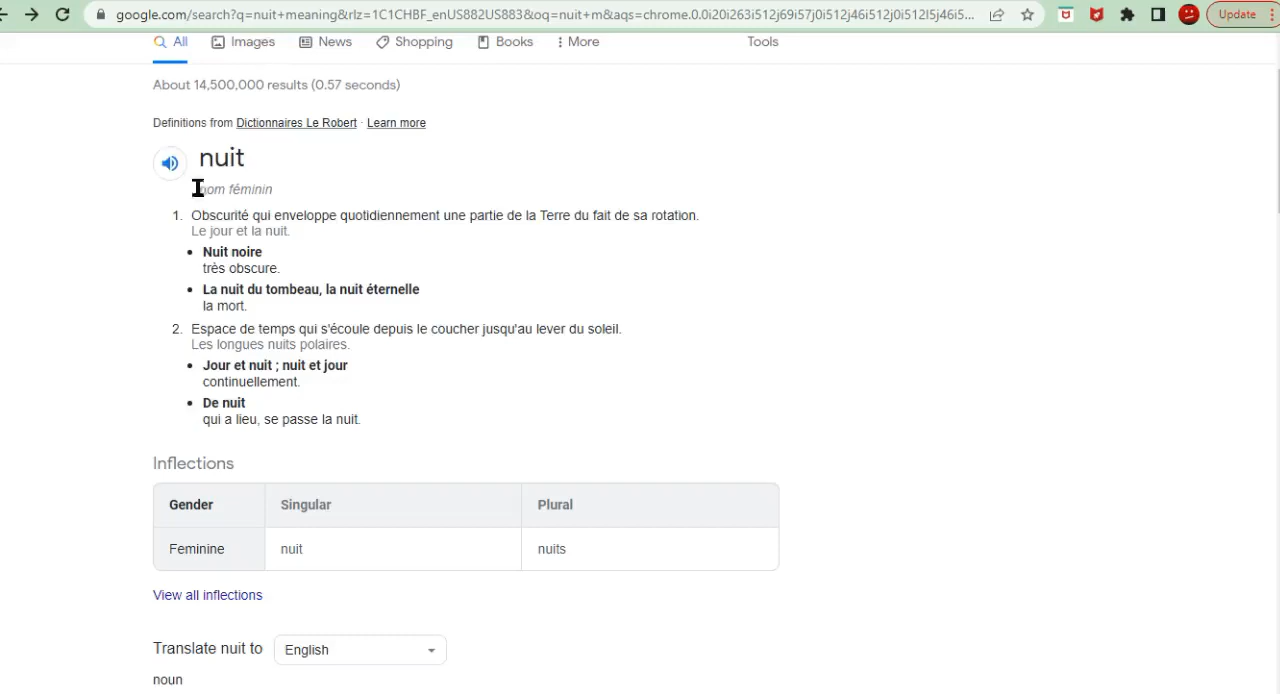 google.com/search?q=nuit+meaning&rlz=1C1CHBF_enUS882US883&oq=nuit+m&aqs=chrome.0.0i20i263i512j69i57j0i512j46i512j0i512l5j46i5...
Update
All
Images
News
Shopping
Books
More
Tools
About 14,500,000 results (0.57 seconds)
Definitions from Dictionnaires Le Robert · Learn more
nuit
nom féminin
1. Obscurité qui enveloppe quotidiennement une partie de la Terre du fait de sa rotation.
Le jour et la nuit.
• Nuit noire
très obscure.
• La nuit du tombeau, la nuit éternelle
la mort.
2. Espace de temps qui s'écoule depuis le coucher jusqu'au lever du soleil.
Les longues nuits polaires.
• Jour et nuit ; nuit et jour
continuellement.
• De nuit
qui a lieu, se passe la nuit.
Inflections
Gender Singular Plural
Feminine nuit nuits
View all inflections
Translate nuit to English
noun